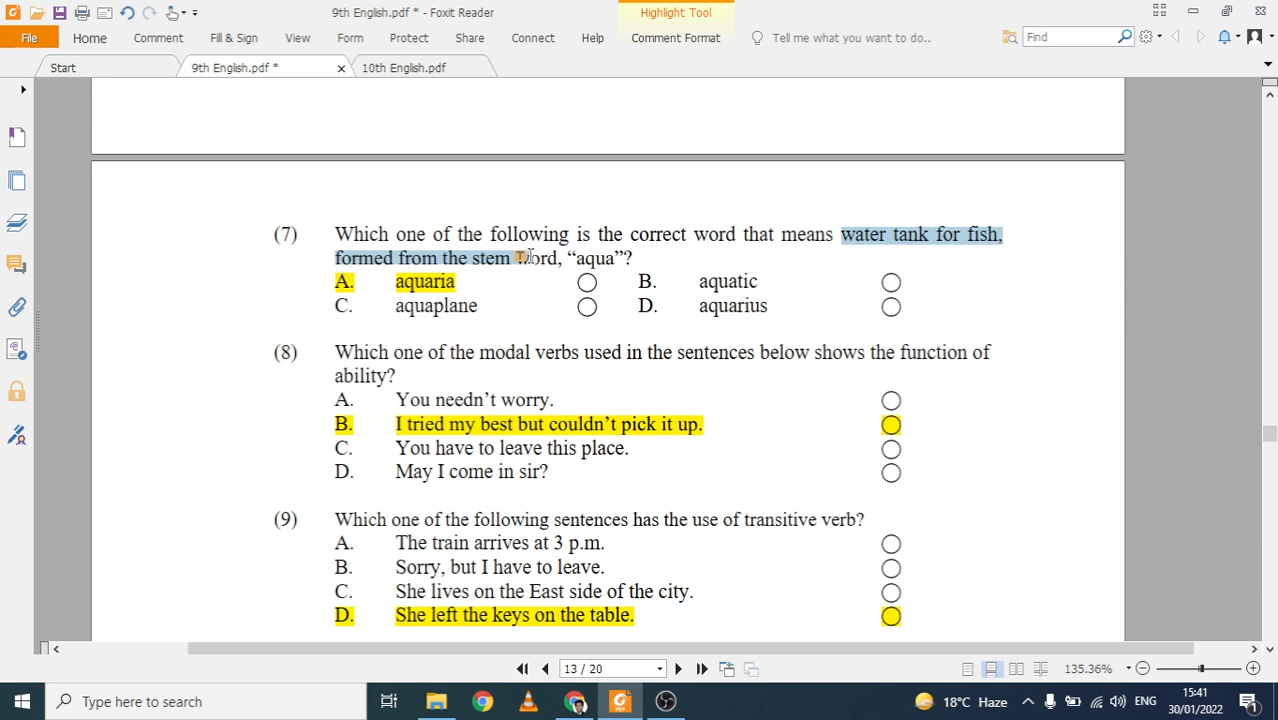 9th English.pdf * - Foxit Reader
Highlight Tool
File
Home
Comment
Fill & Sign
View
Form
Protect
Share
Connect
Help
Comment Format
Tell me what you want to do..
Find
Start
9th English.pdf *
10th English.pdf
(7) Which one of the following is the correct word that means water tank for fish,
formed from the stem word, “aqua”?
A. aquaria B. aquatic
C. aquaplane D. aquarius
(8) Which one of the modal verbs used in the sentences below shows the function of
ability?
A. You needn’t worry.
B. I tried my best but couldn’t pick it up.
C. You have to leave this place.
D. May I come in sir?
(9) Which one of the following sentences has the use of transitive verb?
A. The train arrives at 3 p.m.
B. Sorry, but I have to leave.
C. She lives on the East side of the city.
D. She left the keys on the table.
13 / 20
135.36%
Type here to search
18°C Haze
ENG
15:41
30/01/2022
1